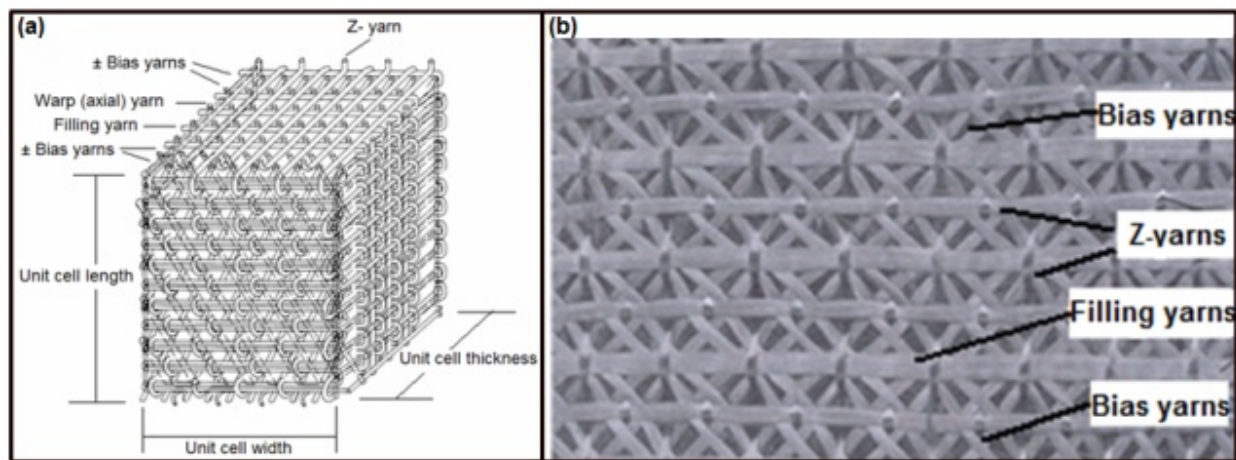 (a)
Z- yarn
± Bias yarns
Warp (axial) yarn
Filling yarn
± Bias yarns
Unit cell length
Unit cell thickness
Unit cell width
(b)
Bias yarns
Z-yarns
Filling yarns
Bias yarns